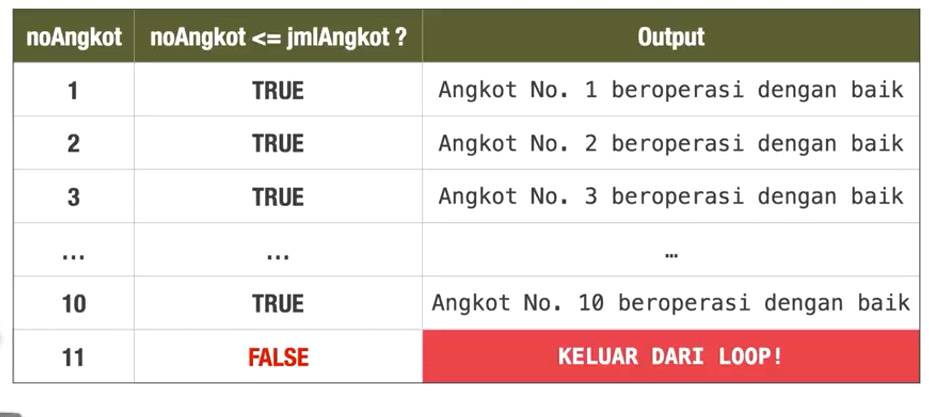 noAngkot noAngkot <= jmlAngkot ? Output
1 TRUE Angkot No. 1 beroperasi dengan baik
2 TRUE Angkot No. 2 beroperasi dengan baik
3 TRUE Angkot No. 3 beroperasi dengan baik
... ... …
10 TRUE Angkot No. 10 beroperasi dengan baik
11 FALSE KELUAR DARI LOOP!